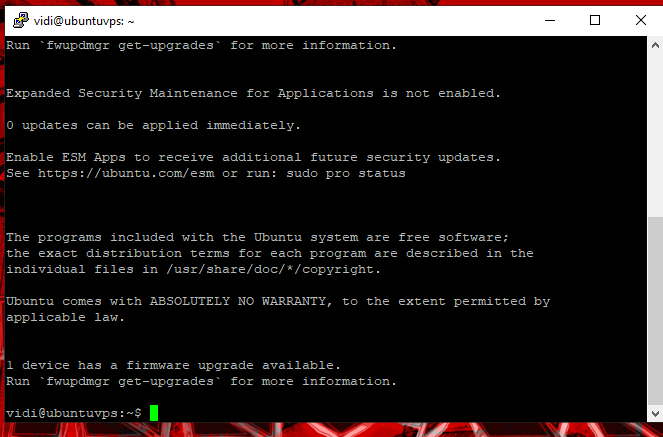 vidi@ubuntuvps: ~
Run `fwupdmgr get-upgrades` for more information.
Expanded Security Maintenance for Applications is not enabled.
0 updates can be applied immediately.
Enable ESM Apps to receive additional future security updates.
See https://ubuntu.com/esm or run: sudo pro status
The programs included with the Ubuntu system are free software;
the exact distribution terms for each program are described in the
individual files in /usr/share/doc/*/copyright.
Ubuntu comes with ABSOLUTELY NO WARRANTY, to the extent permitted by
applicable law.
1 device has a firmware upgrade available.
Run `fwupdmgr get-upgrades` for more information.
vidi@ubuntuvps:~$